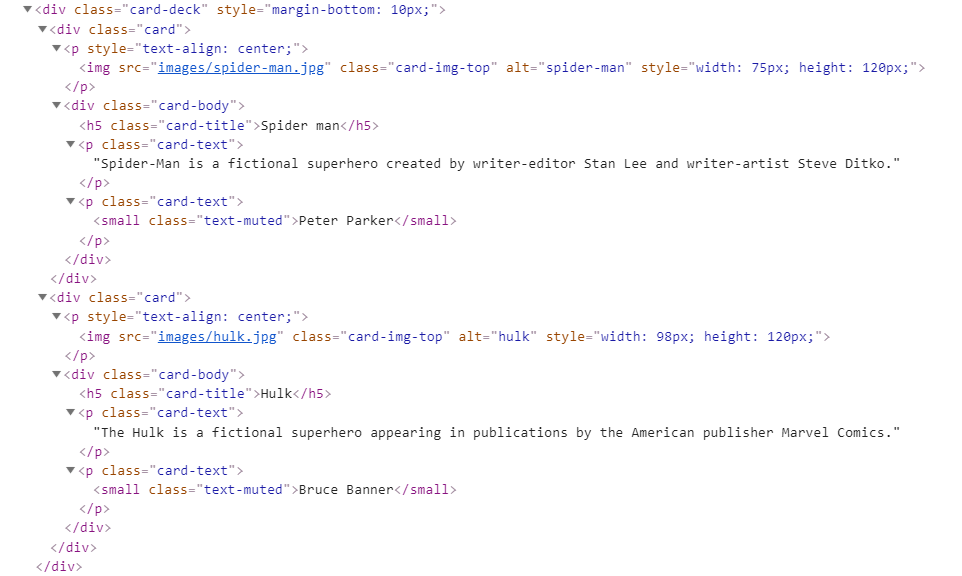 ▼<div class="card-deck" style="margin-bottom: 10px;">
▼<div class="card">
▼<p style="text-align: center;">
<img src="images/spider-man.jpg" class="card-img-top" alt="spider-man" style="width: 75px; height: 120px;">
</p>
▼<div class="card-body">
<h5 class="card-title">Spider man</h5>
▼<p class="card-text">
"Spider-Man is a fictional superhero created by writer-editor Stan Lee and writer-artist Steve Ditko."
</p>
▼<p class="card-text">
<small class="text-muted">Peter Parker</small>
</p>
</div>
</div>
▼<div class="card">
▼<p style="text-align: center;">
<img src="images/hulk.jpg" class="card-img-top" alt="hulk" style="width: 98px; height: 120px;">
</p>
▼<div class="card-body">
<h5 class="card-title">Hulk</h5>
▼<p class="card-text">
"The Hulk is a fictional superhero appearing in publications by the American publisher Marvel Comics."
</p>
▼<p class="card-text">
<small class="text-muted">Bruce Banner</small>
</p>
</div>
</div>
</div>